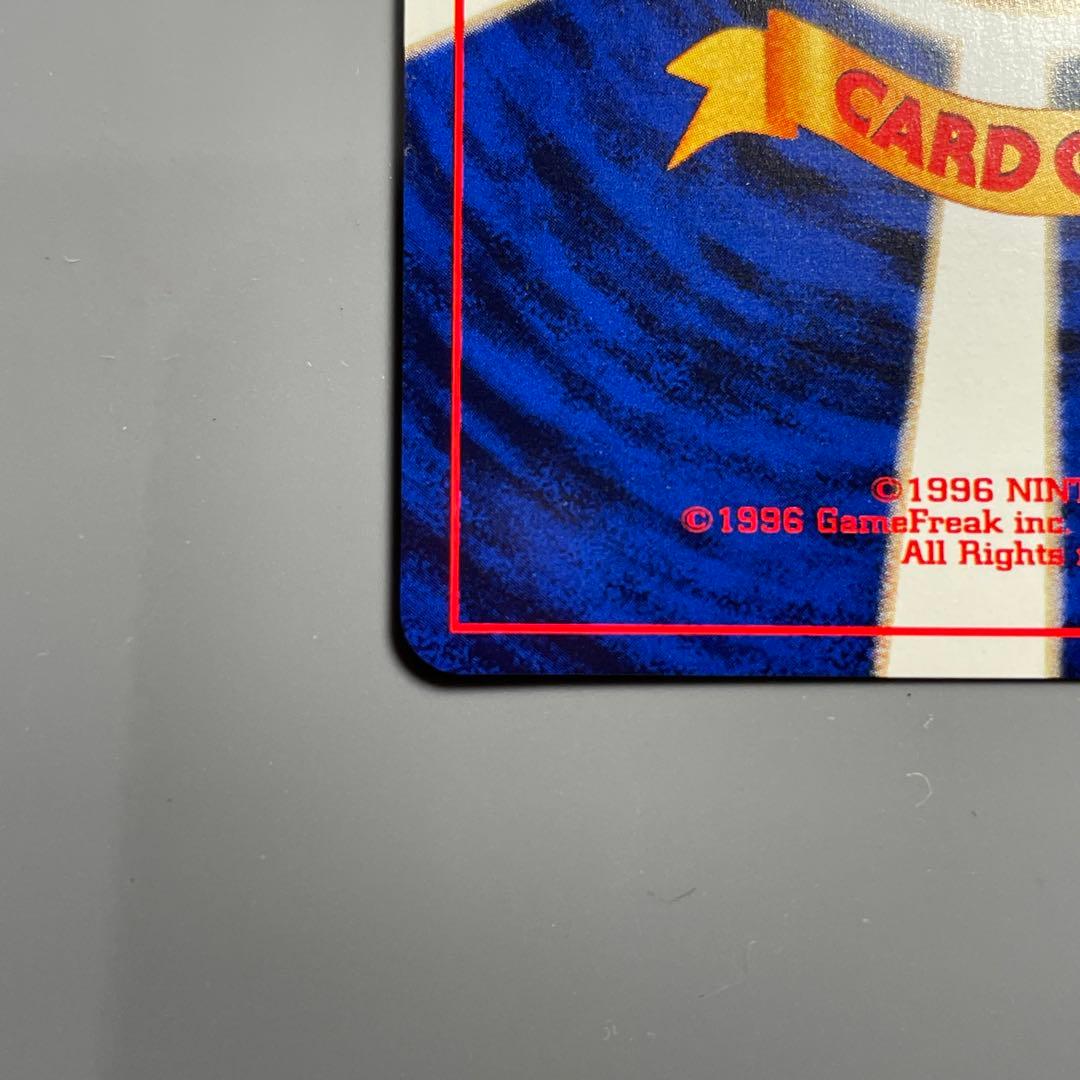 CARD
©1996 NIN
©1996 GameFreak inc.
All Rights